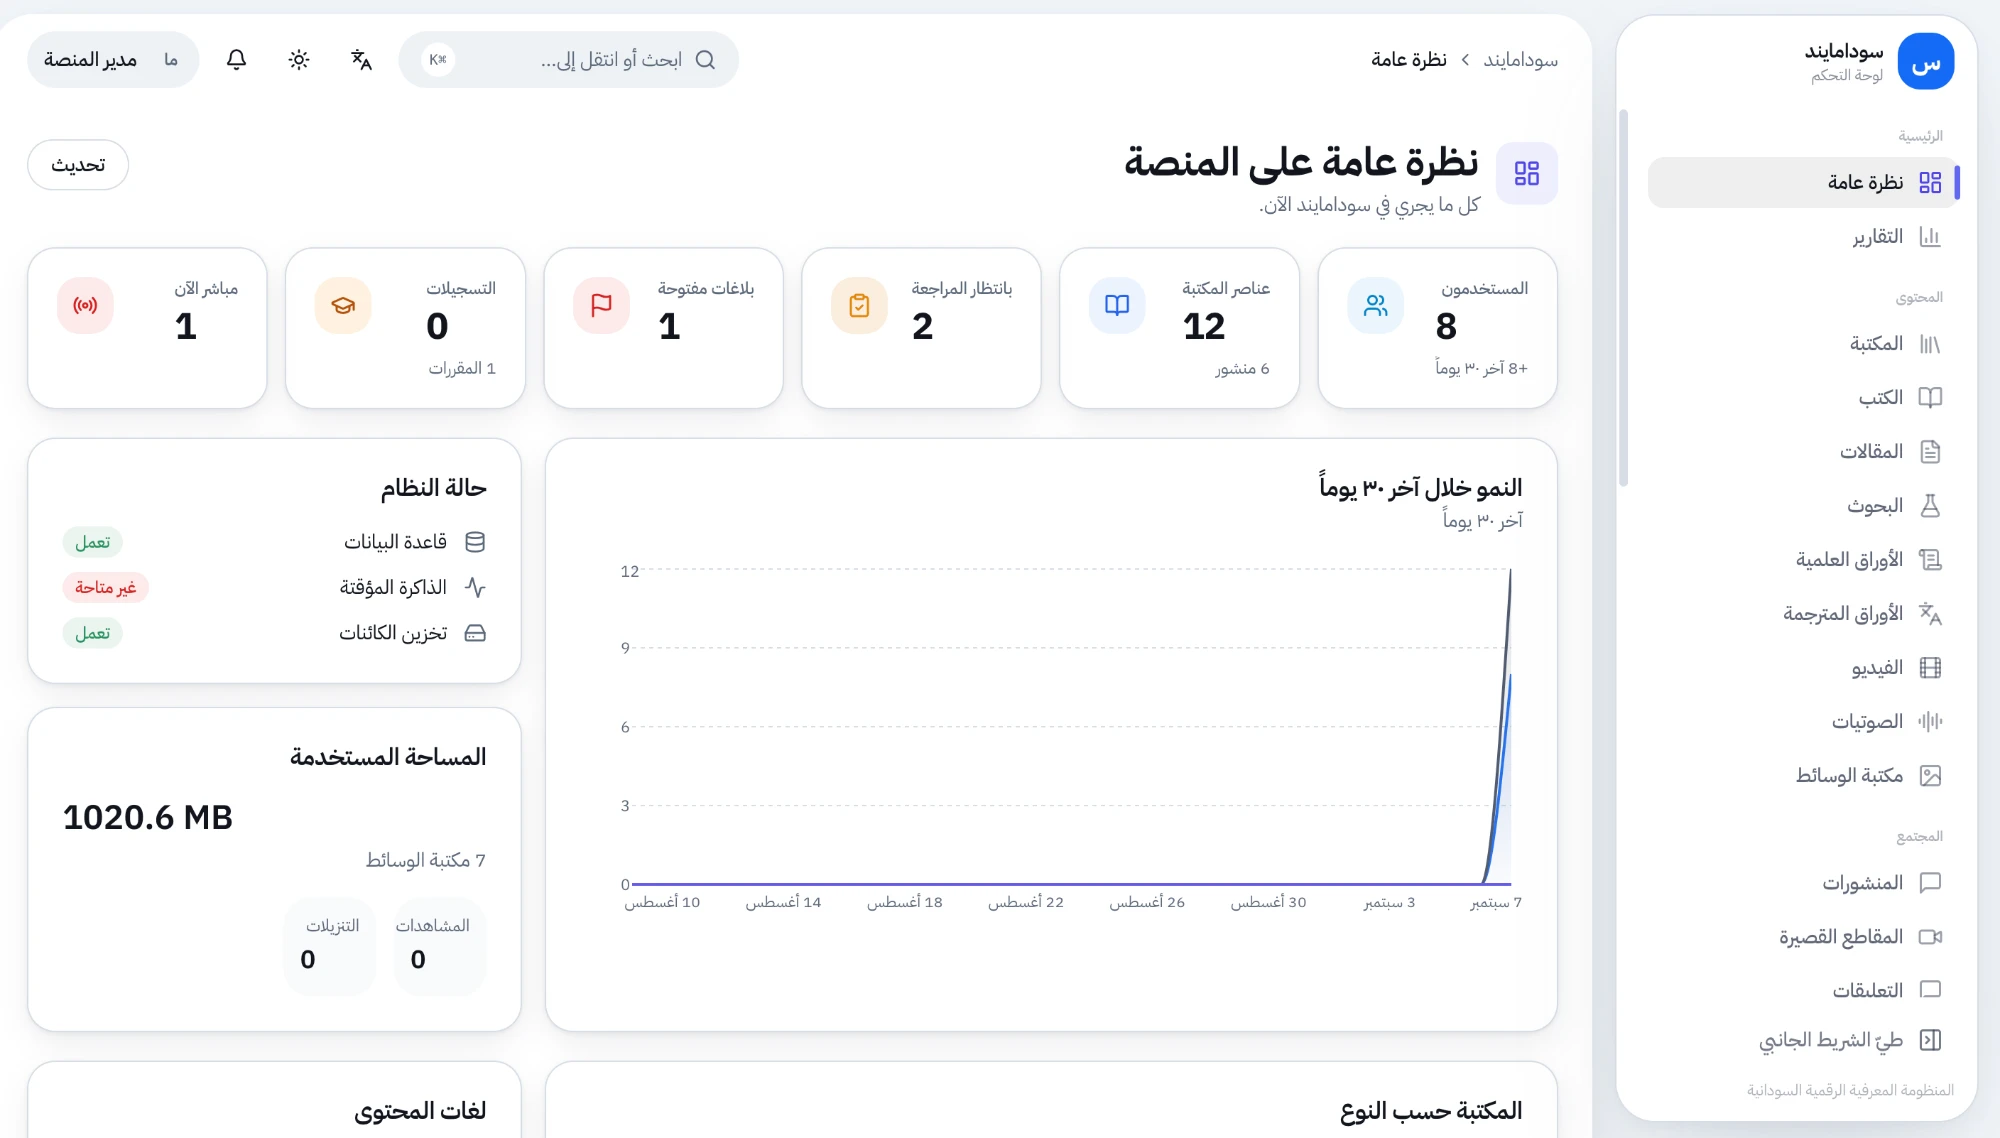 س
سودامايند
لوحة التحكم
الرئيسية
نظرة عامة
التقارير
المحتوى
المكتبة
الكتب
المقالات
البحوث
الأوراق العلمية
الأوراق المترجمة
الفيديو
الصوتيات
مكتبة الوسائط
المجتمع
المنشورات
المقاطع القصيرة
التعليقات
طيّ الشريط الجانبي
المنظومة المعرفية الرقمية السودانية
سودامايند
نظرة عامة
ابحث أو انتقل إلى...
⌘K
ما
مدير المنصة
نظرة عامة على المنصة
كل ما يجري في سودامايند الآن.
تحديث
المستخدمون
8
+8 آخر ٣٠ يوماً
عناصر المكتبة
12
6 منشور
بانتظار المراجعة
2
بلاغات مفتوحة
1
التسجيلات
0
1 المقررات
مباشر الآن
1
النمو خلال آخر ٣٠ يوماً
آخر ٣٠ يوماً
12
9
6
3
0
10 أغسطس
14 أغسطس
18 أغسطس
22 أغسطس
26 أغسطس
30 أغسطس
3 سبتمبر
7 سبتمبر
حالة النظام
قاعدة البيانات
تعمل
الذاكرة المؤقتة
غير متاحة
تخزين الكائنات
تعمل
المساحة المستخدمة
1020.6 MB
7 مكتبة الوسائط
المشاهدات
0
التنزيلات
0
المكتبة حسب النوع
لغات المحتوى